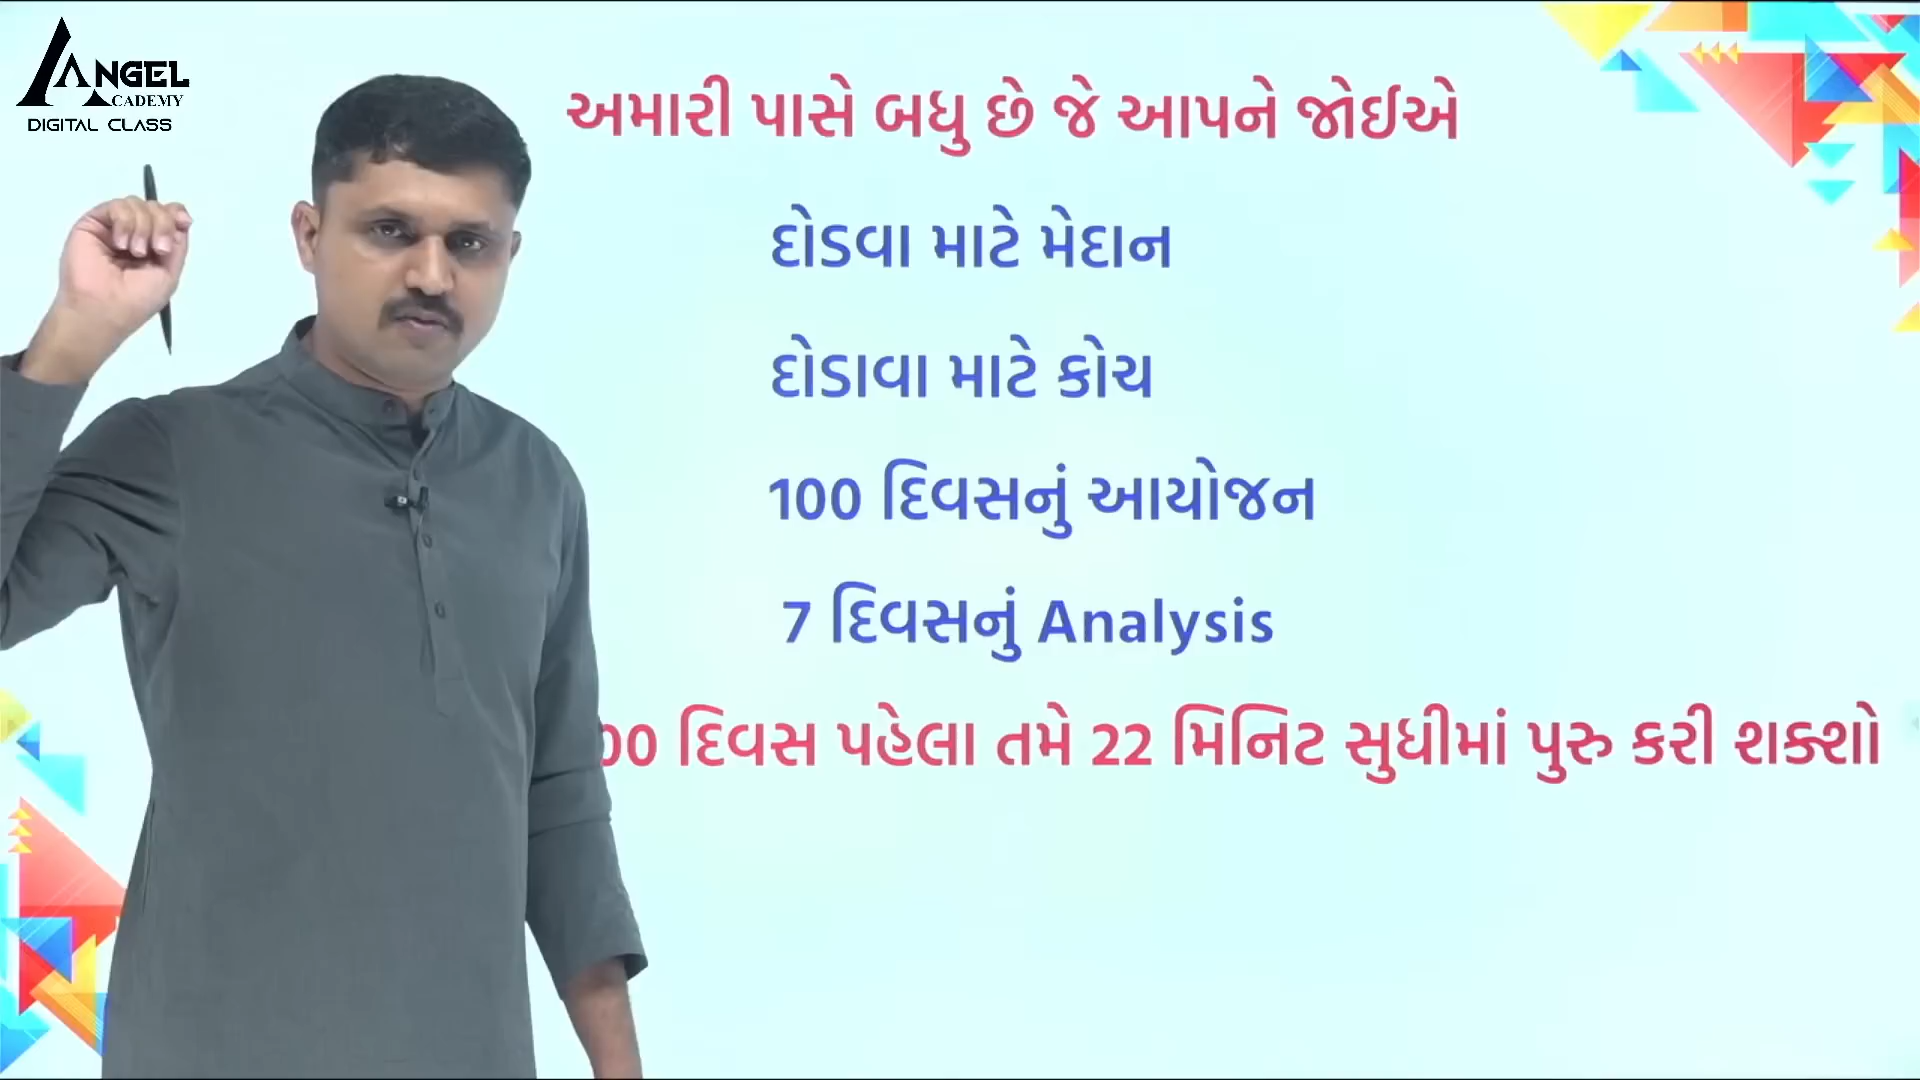 ANGEL
ACADEMY
DIGITAL CLASS
અમારી પાસે બધુ છે જે આપને જોઈએ
દોડવા માટે મેદાન
દોડાવા માટે કોચ
100 દિવસનું આયોજન
7 દિવસનું Analysis
00 દિવસ પહેલા તમે 22 મિનિટ સુધીમાં પુરુ કરી શક્શો